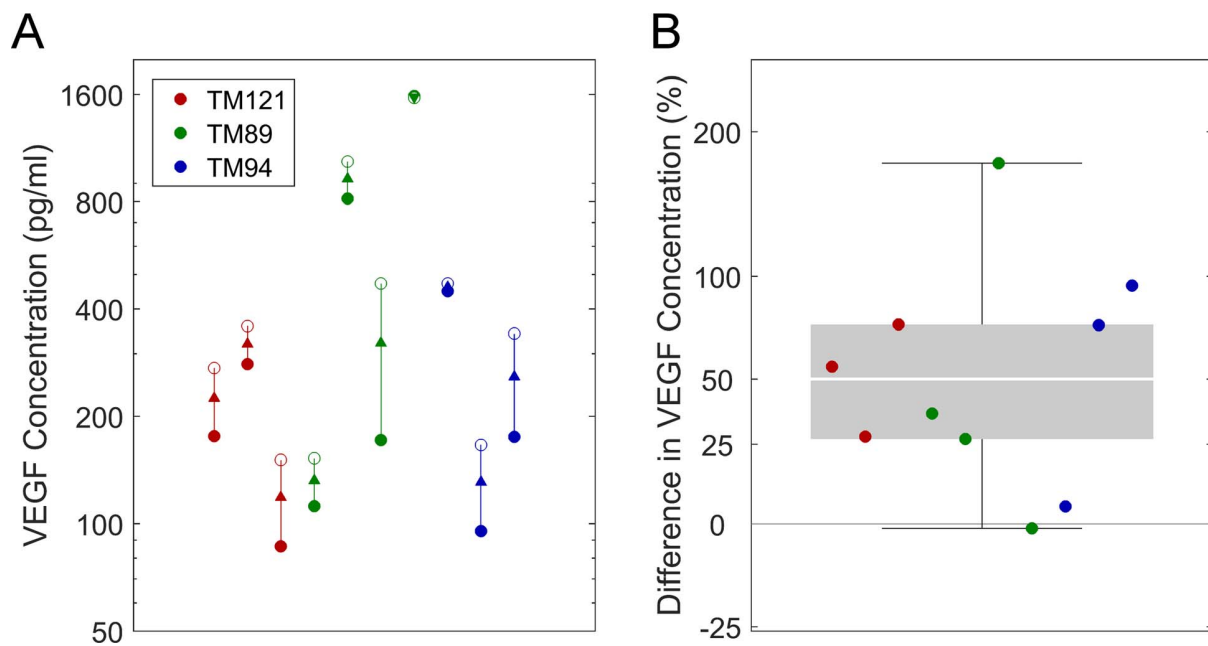 A
VEGF Concentration (pg/ml)
1600
800
400
200
100
50
TM121
TM89
TM94
B
Difference in VEGF Concentration (%)
200
100
50
25
0
-25